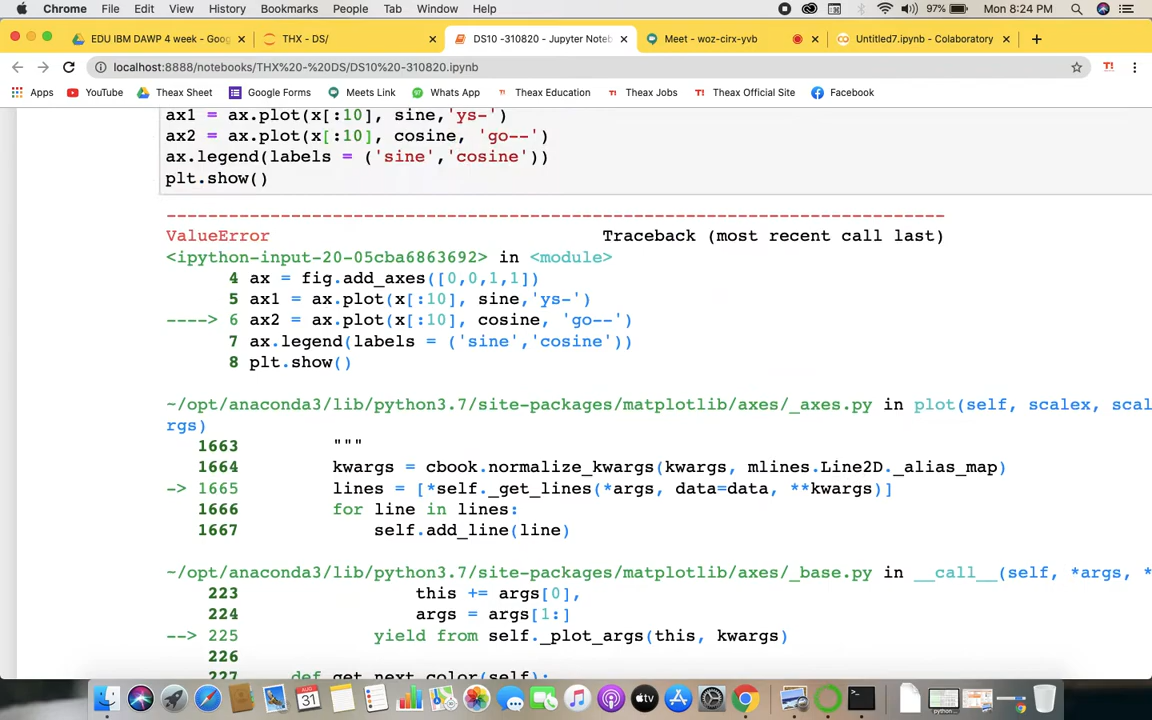 Chrome File Edit View History Bookmarks People Tab Window Help 97% Mon 8:24 PM
EDU IBM DAWP 4 week - Goog × THX - DS/ × DS10 -310820 - Jupyter Noteb × Meet - woz-cirx-yvb × Untitled7.ipynb - Colaboratory × +
localhost:8888/notebooks/THX%20-%20DS/DS10%20-310820.ipynb T!
Apps YouTube Theax Sheet Google Forms Meets Link Whats App T! Theax Education T! Theax Jobs T! Theax Official Site Facebook
ax1 = ax.plot(x[:10], sine,'ys-')
ax2 = ax.plot(x[:10], cosine, 'go--')
ax.legend(labels = ('sine','cosine'))
plt.show()
---------------------------------------------------------------------------
ValueError Traceback (most recent call last)
<ipython-input-20-05cba6863692> in <module>
4 ax = fig.add_axes([0,0,1,1])
5 ax1 = ax.plot(x[:10], sine,'ys-')
----> 6 ax2 = ax.plot(x[:10], cosine, 'go--')
7 ax.legend(labels = ('sine','cosine'))
8 plt.show()
~/opt/anaconda3/lib/python3.7/site-packages/matplotlib/axes/_axes.py in plot(self, scalex, scal
rgs)
1663 """
1664 kwargs = cbook.normalize_kwargs(kwargs, mlines.Line2D._alias_map)
-> 1665 lines = [*self._get_lines(*args, data=data, **kwargs)]
1666 for line in lines:
1667 self.add_line(line)
~/opt/anaconda3/lib/python3.7/site-packages/matplotlib/axes/_base.py in __call__(self, *args, *
223 this += args[0],
224 args = args[1:]
--> 225 yield from self._plot_args(this, kwargs)
226
227 def get_next_color(self):
AUG
31
tv